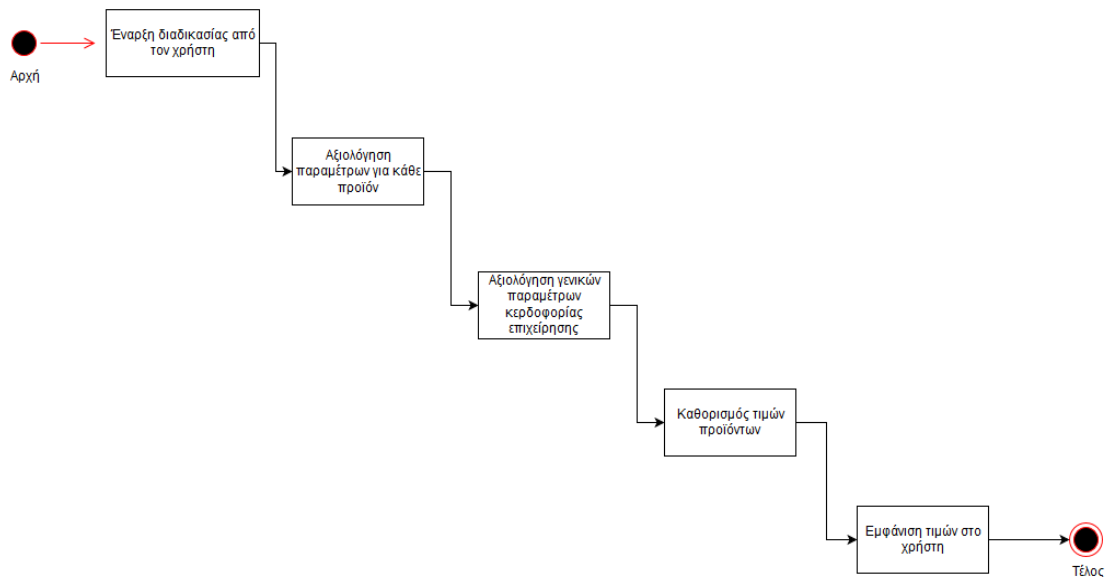 Έναρξη διαδικασίας από
τον χρήστη
Αρχή
Αξιολόγηση
παραμέτρων για κάθε
προϊόν
Αξιολόγηση γενικών
παραμέτρων
κερδοφορίας
επιχείρησης
Καθορισμός τιμών
προϊόντων
Εμφάνιση τιμών στο
χρήστη
Τέλος